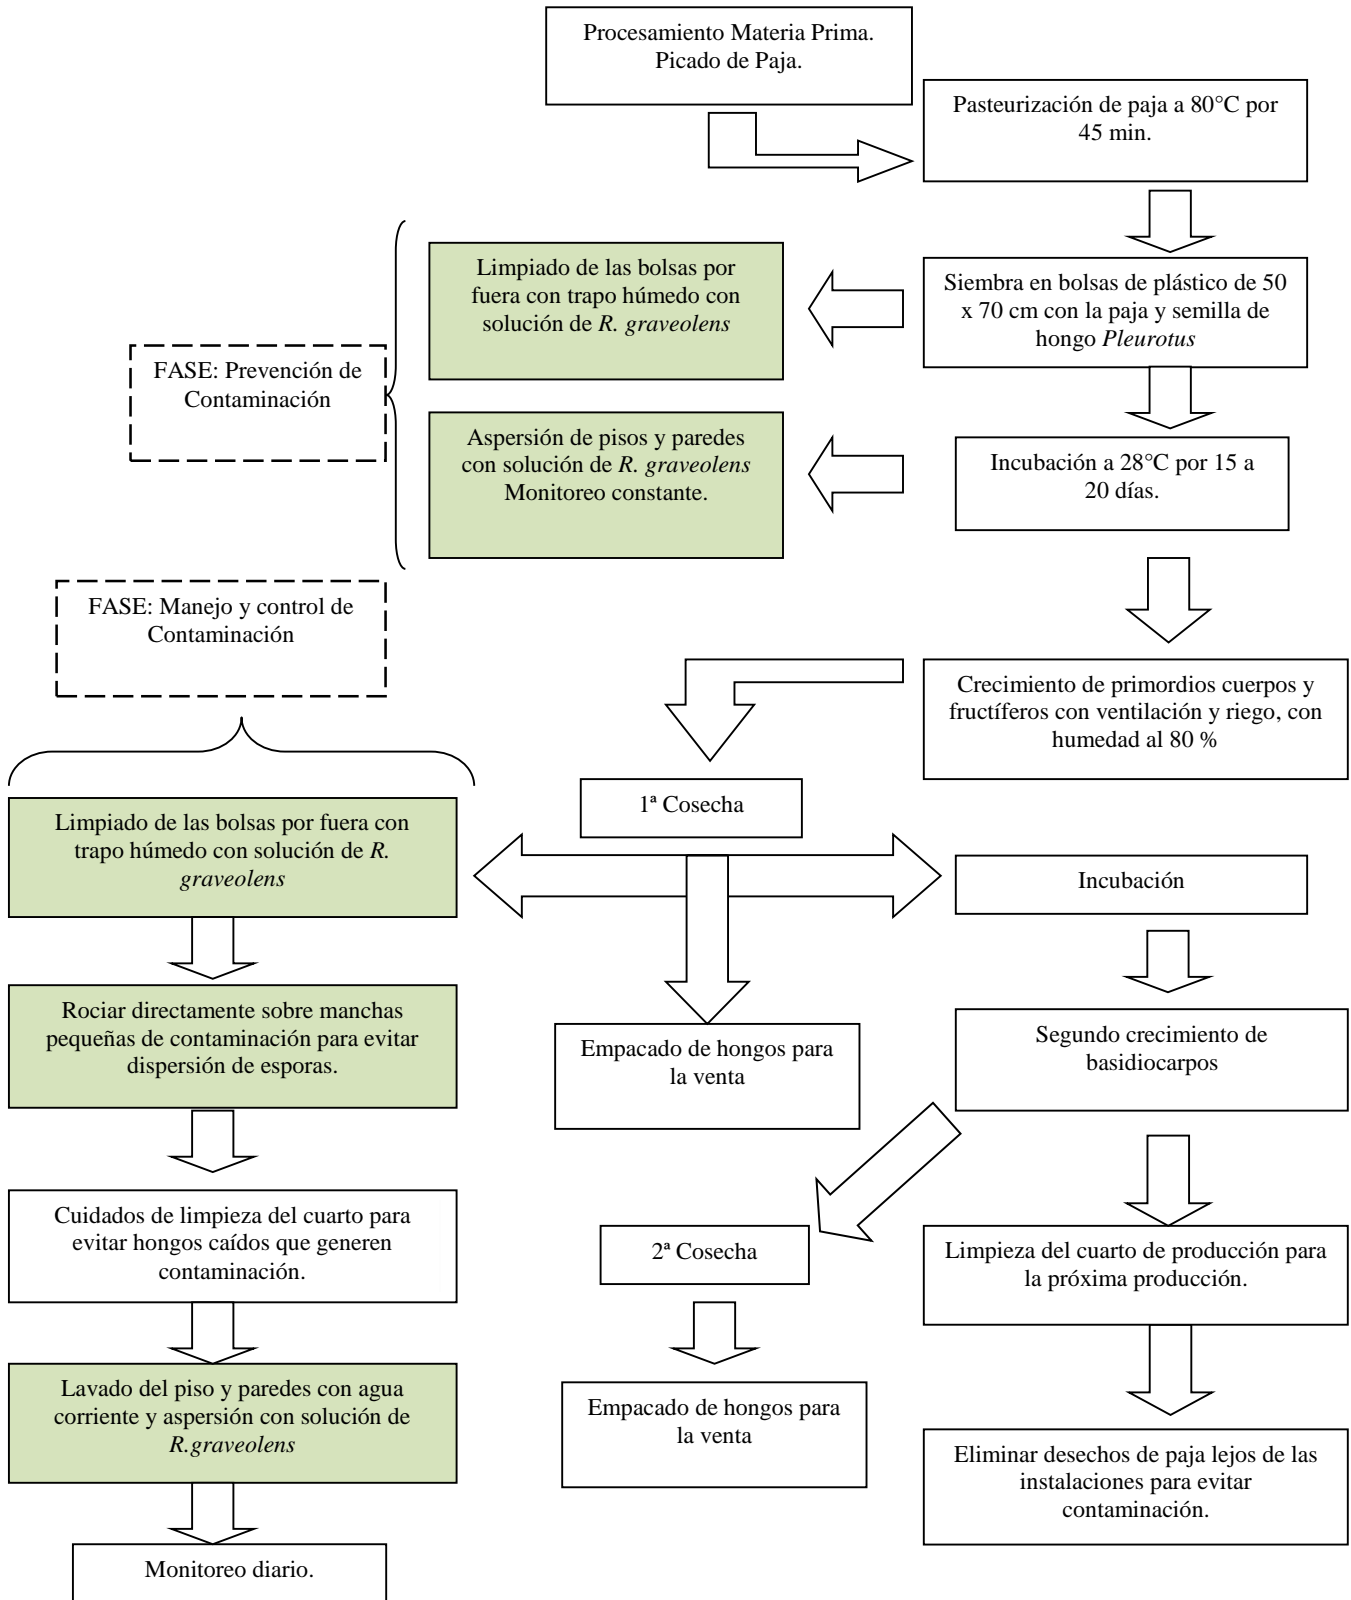 Procesamiento Materia Prima.
Picado de Paja.
Pasteurización de paja a 80°C por
45 min.
Limpiado de las bolsas por
fuera con trapo húmedo con
solución de R. graveolens
Siembra en bolsas de plástico de 50
x 70 cm con la paja y semilla de
hongo Pleurotus
FASE: Prevención de
Contaminación
Aspersión de pisos y paredes
con solución de R. graveolens
Monitoreo constante.
Incubación a 28°C por 15 a
20 días.
FASE: Manejo y control de
Contaminación
Crecimiento de primordios cuerpos y
fructíferos con ventilación y riego, con
humedad al 80 %
1ª Cosecha
Limpiado de las bolsas por fuera con
trapo húmedo con solución de R.
graveolens
Incubación
Rociar directamente sobre manchas
pequeñas de contaminación para evitar
dispersión de esporas.
Empacado de hongos para
la venta
Segundo crecimiento de
basidiocarpos
Cuidados de limpieza del cuarto para
evitar hongos caídos que generen
contaminación.
2ª Cosecha
Limpieza del cuarto de producción para
la próxima producción.
Lavado del piso y paredes con agua
corriente y aspersión con solución de
R.graveolens
Empacado de hongos para
la venta
Eliminar desechos de paja lejos de las
instalaciones para evitar
contaminación.
Monitoreo diario.